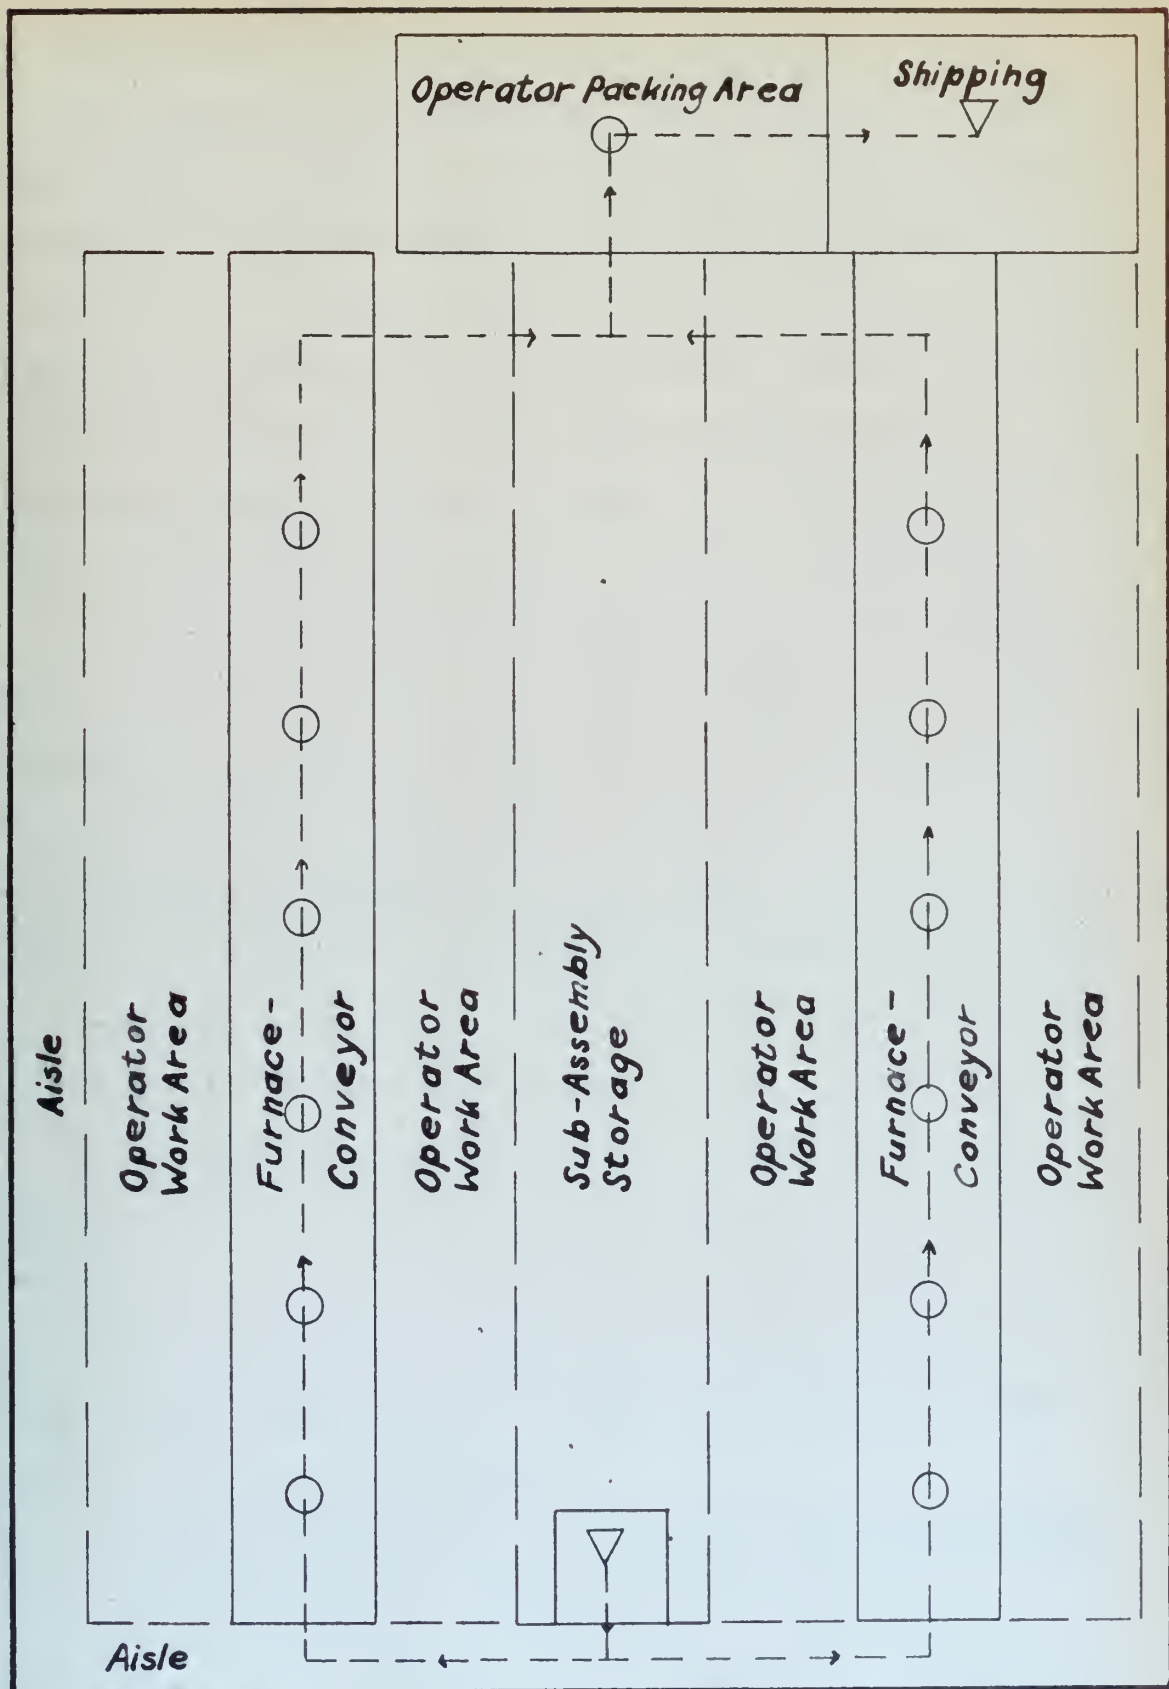 Operator Packing Area
Shipping
Aisle
Operator
Work Area
Furnace-
Conveyor
Operator
Work Area
Sub-Assembly
Storage
Operator
Work Area
Furnace-
Conveyor
Operator
Work Area
Aisle